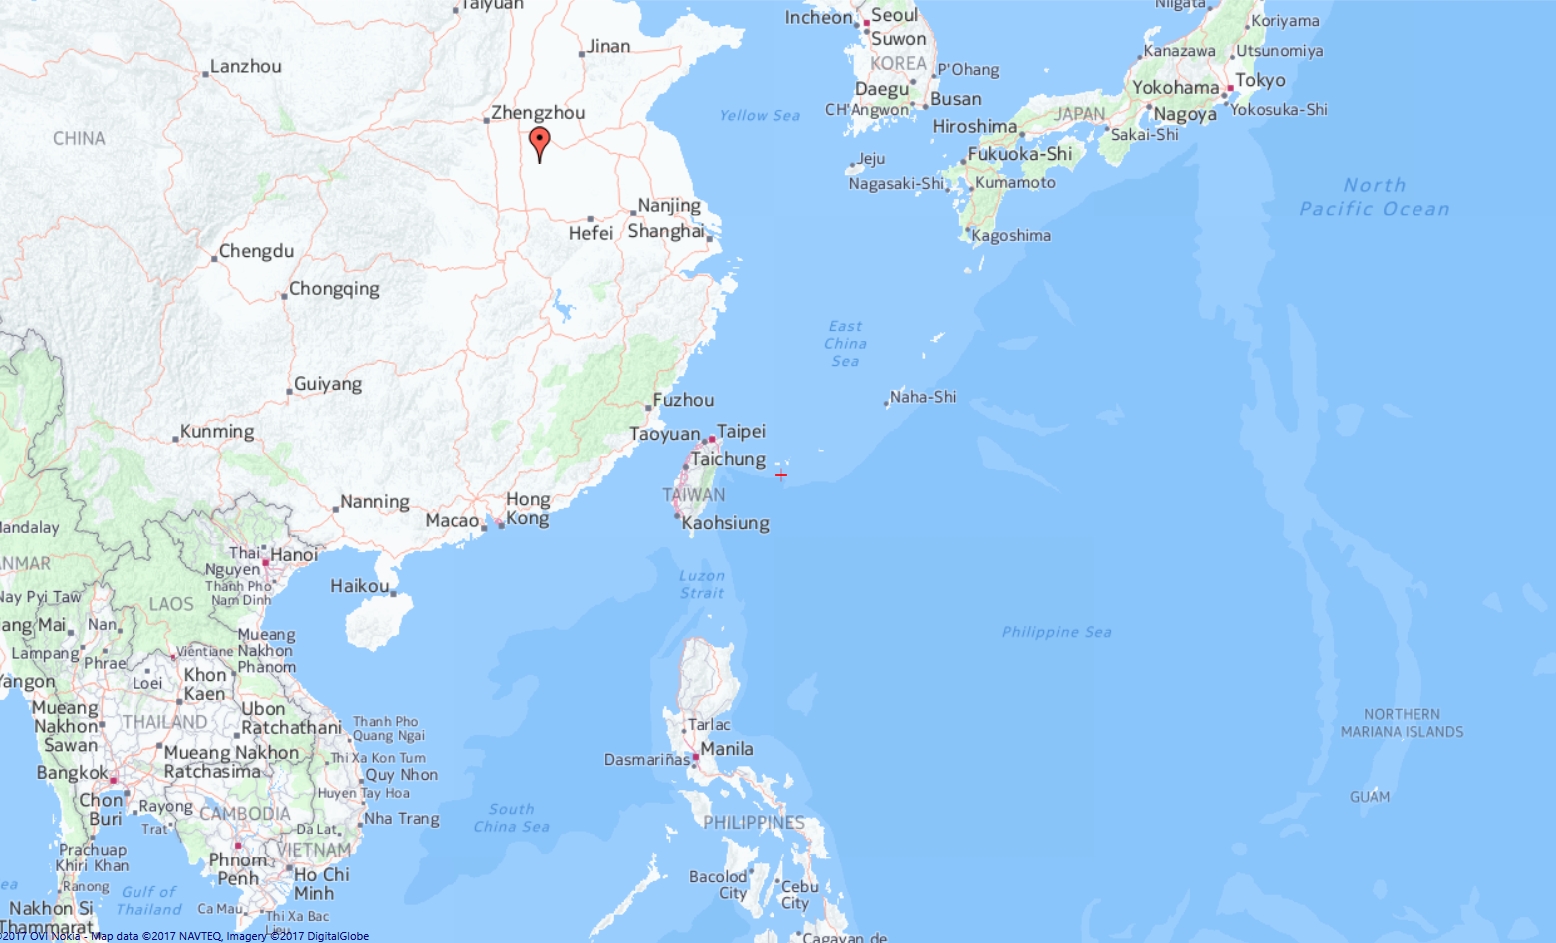 Taiyuan
Jinan
Lanzhou
Zhengzhou
CHINA
Yellow Sea
Incheon
Seoul
Suwon
KOREA
P'Ohang
Daegu
Busan
CH'Angwon
Jeju
Niigata
Koriyama
Kanazawa
Utsunomiya
Tokyo
Yokohama
JAPAN
Nagoya
Yokosuka-Shi
Hiroshima
Sakai-Shi
Fukuoka-Shi
Nagasaki-Shi
Kumamoto
Kagoshima
North
Pacific Ocean
Nanjing
Hefei
Shanghai
Chengdu
Chongqing
East
China
Sea
Guiyang
Fuzhou
Naha-Shi
Kunming
Taoyuan
Taipei
Taichung
TAIWAN
Kaohsiung
Nanning
Hong
Kong
Macao
Mandalay
ANMAR
Thai
Nguyen
Hanoi
Thanh Pho
Nam Dinh
Haikou
Luzon
Strait
Nay Pyi Taw
LAOS
ang Mai
Nan
Mueang
Nakhon
Phanom
Philippine Sea
Lampang
Phrae
Vientiane
Loei
Khon
Kaen
Yangon
Mueang
Nakhon
Sawan
THAILAND
Ubon
Ratchathani
Thanh Pho
Quang Ngai
Tarlac
NORTHERN
MARIANA ISLANDS
Mueang Nakhon
Ratchasima
Thi Xa Kon Tum
Quy Nhon
Manila
Dasmariñas
Bangkok
Huyen Tay Hoa
Chon
Buri
Rayong
CAMBODIA
Nha Trang
South
China Sea
PHILIPPINES
GUAM
Trat
Da Lat
Prachuap
Khiri Khan
Phnom
Penh
VIETNAM
Ho Chi
Minh
Bacolod
City
Cebu
City
ea
Ranong
Gulf of
Thailand
Nakhon Si
Thammarat
Ca Mau
Thi Xa Bac
Lieu
Cagayan de
©2017 OVI Nokia - Map data ©2017 NAVTEQ, Imagery ©2017 DigitalGlobe